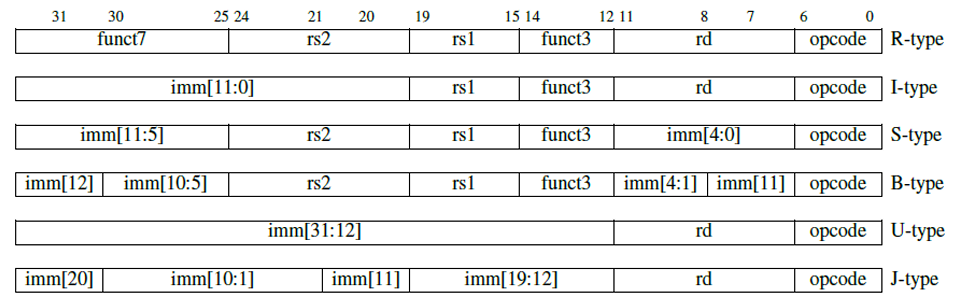 31 30 25 24 21 20 19 15 14 12 11 8 7 6 0
funct7 rs2 rs1 funct3 rd opcode R-type
imm[11:0] rs1 funct3 rd opcode I-type
imm[11:5] rs2 rs1 funct3 imm[4:0] opcode S-type
imm[12] imm[10:5] rs2 rs1 funct3 imm[4:1] imm[11] opcode B-type
imm[31:12] rd opcode U-type
imm[20] imm[10:1] imm[11] imm[19:12] rd opcode J-type